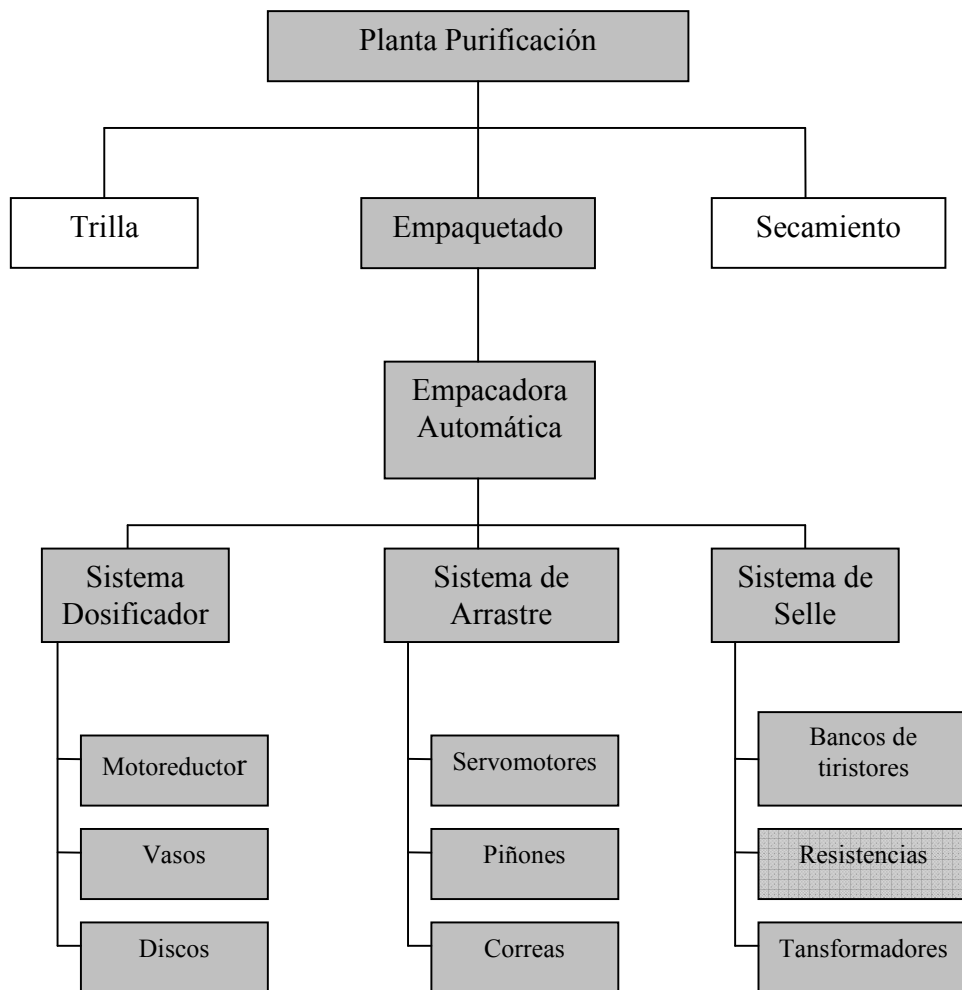 Planta Purificación
Trilla
Empaquetado
Secamiento
Empacadora
Automática
Sistema
Dosificador
Sistema de
Arrastre
Sistema de
Selle
Motoreductor
Servomotores
Bancos de
tiristores
Vasos
Piñones
Resistencias
Discos
Correas
Tansformadores